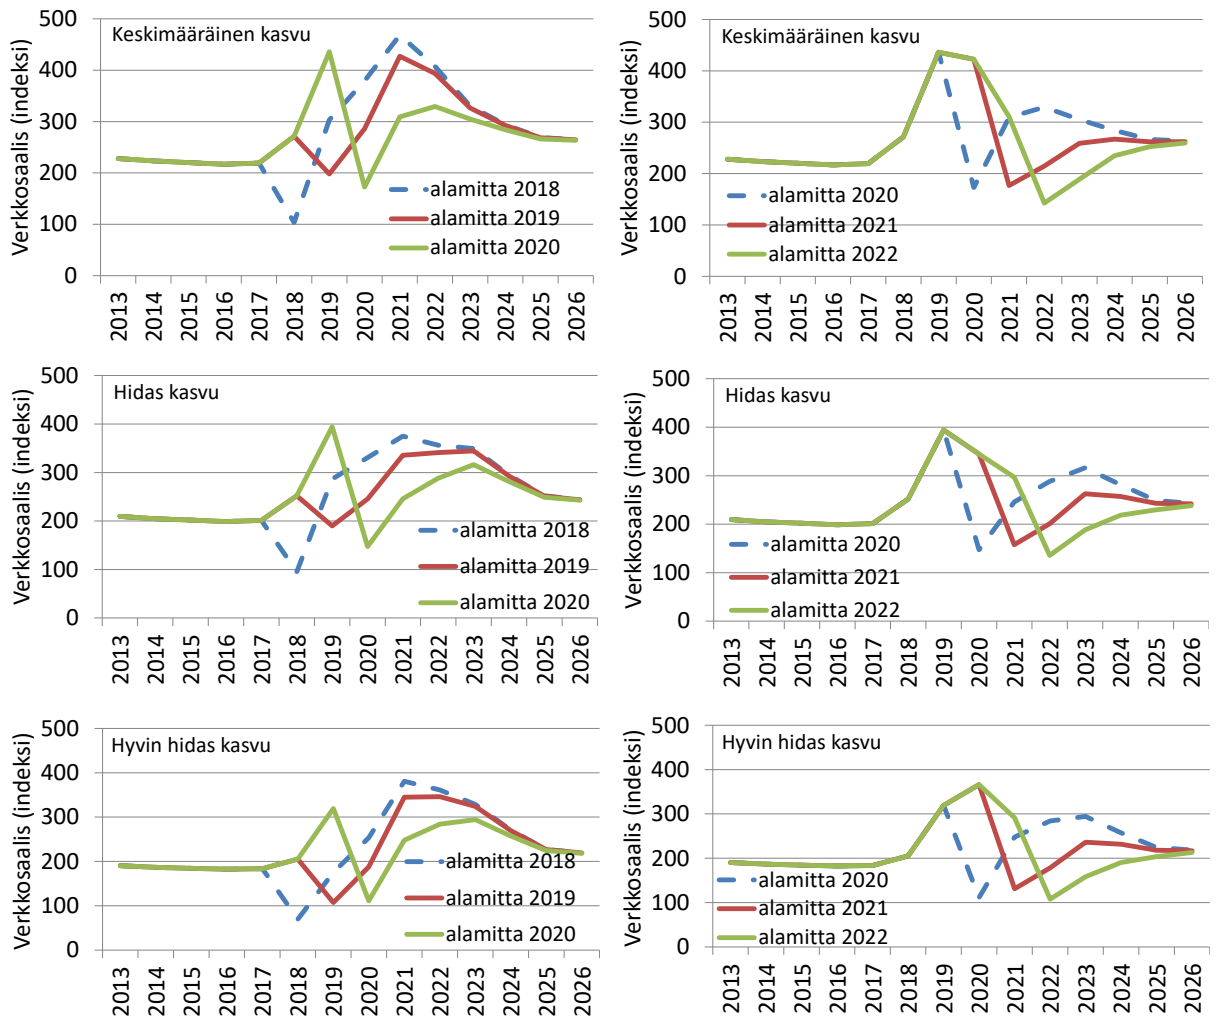 Keskimääräinen kasvu
Verkkosaalis (indeksi)
500
400
300
200
100
0
alamitta 2018
alamitta 2019
alamitta 2020
2013 2014 2015 2016 2017 2018 2019 2020 2021 2022 2023 2024 2025 2026
Keskimääräinen kasvu
Verkkosaalis (indeksi)
500
400
300
200
100
0
alamitta 2020
alamitta 2021
alamitta 2022
2013 2014 2015 2016 2017 2018 2019 2020 2021 2022 2023 2024 2025 2026
Hidas kasvu
Verkkosaalis (indeksi)
500
400
300
200
100
0
alamitta 2018
alamitta 2019
alamitta 2020
2013 2014 2015 2016 2017 2018 2019 2020 2021 2022 2023 2024 2025 2026
Hidas kasvu
Verkkosaalis (indeksi)
500
400
300
200
100
0
alamitta 2020
alamitta 2021
alamitta 2022
2013 2014 2015 2016 2017 2018 2019 2020 2021 2022 2023 2024 2025 2026
Hyvin hidas kasvu
Verkkosaalis (indeksi)
500
400
300
200
100
0
alamitta 2018
alamitta 2019
alamitta 2020
2013 2014 2015 2016 2017 2018 2019 2020 2021 2022 2023 2024 2025 2026
Hyvin hidas kasvu
Verkkosaalis (indeksi)
500
400
300
200
100
0
alamitta 2020
alamitta 2021
alamitta 2022
2013 2014 2015 2016 2017 2018 2019 2020 2021 2022 2023 2024 2025 2026